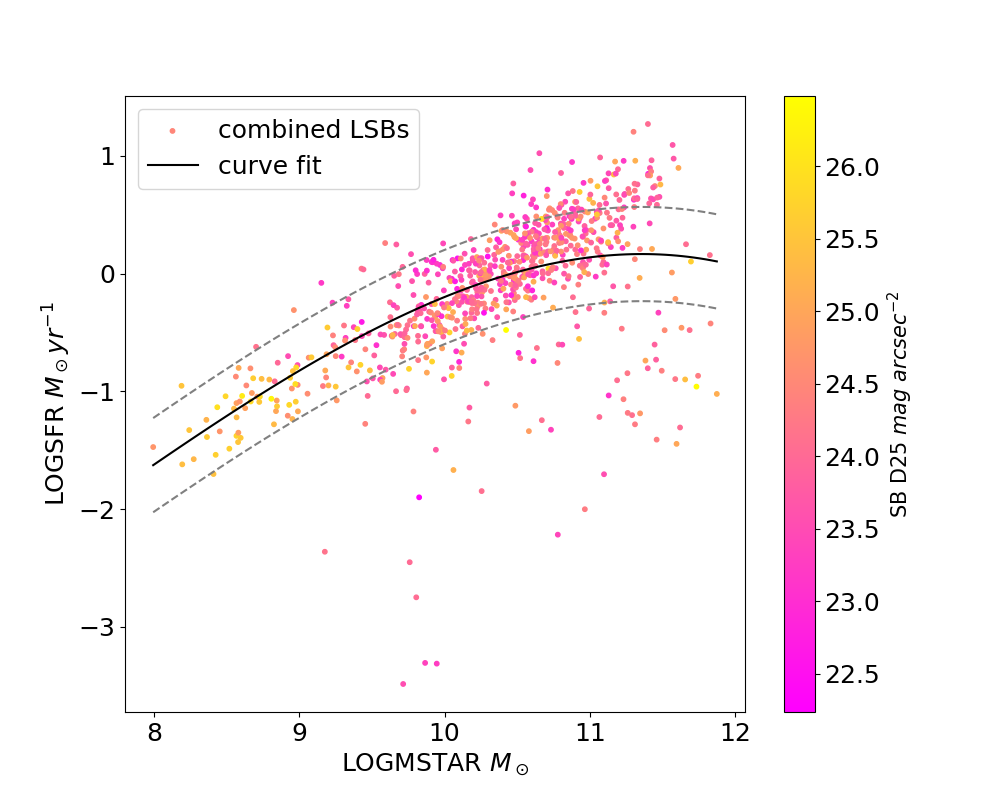 combined LSBs
curve fit
1
0
−1
−2
−3
LOGSFR M⊙yr⁻¹
8 9 10 11 12
LOGMSTAR M⊙
26.0
25.5
25.0
24.5
24.0
23.5
23.0
22.5
SB D25 mag arcsec⁻²